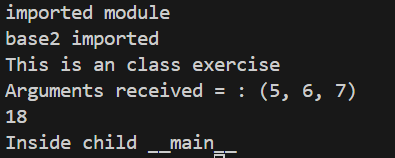 imported module
base2 imported
This is an class exercise
Arguments received = : (5, 6, 7)
18
Inside child __main__